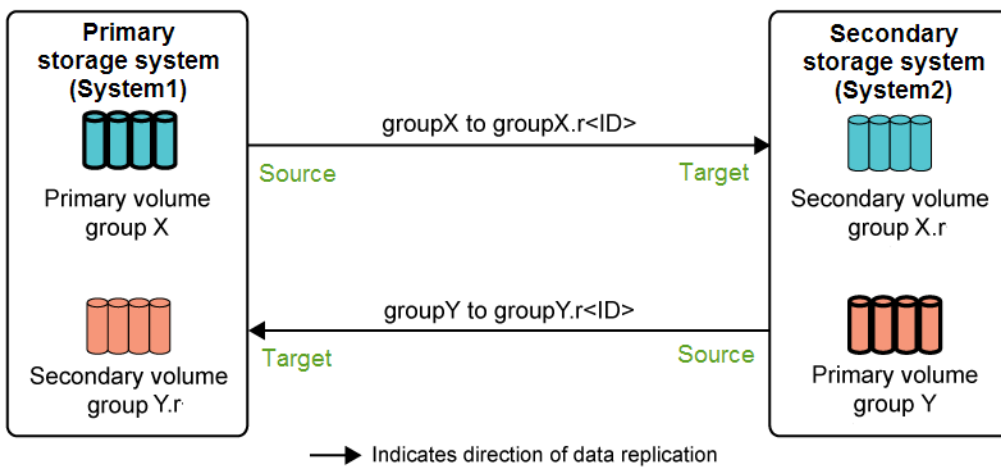 Primary
storage system
(System1)
Primary volume
group X
Secondary volume
group Y.r
groupX to groupX.r<ID>
Source
Target
groupY to groupY.r<ID>
Target
Source
Secondary
storage system
(System2)
Secondary volume
group X.r
Primary volume
group Y
Indicates direction of data replication